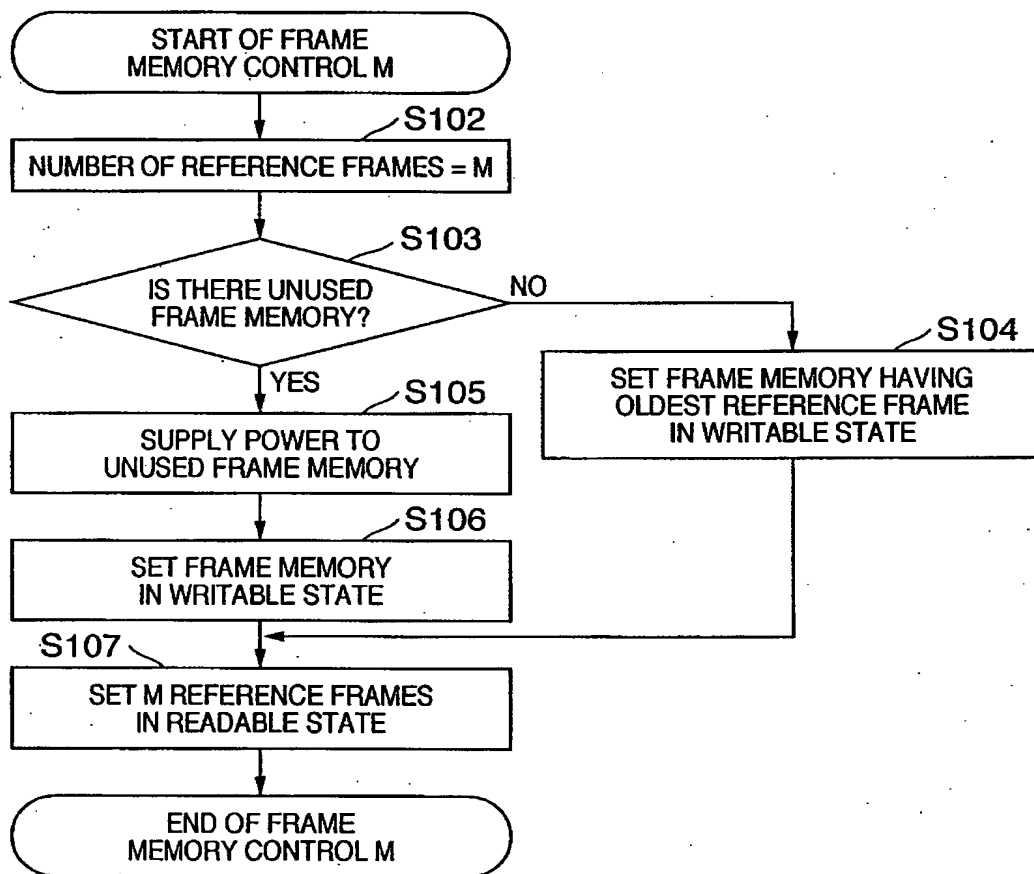 START OF FRAME
MEMORY CONTROL M
S102
NUMBER OF REFERENCE FRAMES = M
S103
IS THERE UNUSED
FRAME MEMORY?
NO
YES
S104
SET FRAME MEMORY HAVING
OLDEST REFERENCE FRAME
IN WRITABLE STATE
S105
SUPPLY POWER TO
UNUSED FRAME MEMORY
S106
SET FRAME MEMORY
IN WRITABLE STATE
S107
SET M REFERENCE FRAMES
IN READABLE STATE
END OF FRAME
MEMORY CONTROL M